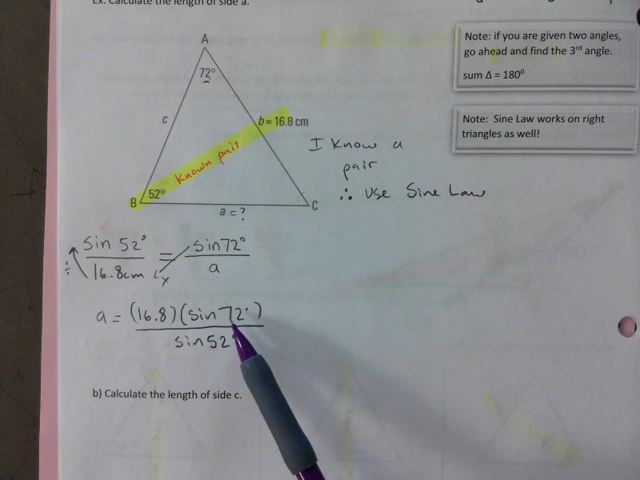 Ex. Calculate the length of side a.
Note: if you are given two angles,
go ahead and find the 3rd angle.
sum Δ = 180°
Note: Sine Law works on right
triangles as well!
A
72°
c
b = 16.8 cm
Known pair
B
52°
C
a = ?
I know a
pair
∴ Use Sine Law
sin 52° = sin72°
16.8cm a
÷
x
a = (16.8)(sin72°)
sin52
b) Calculate the length of side c.